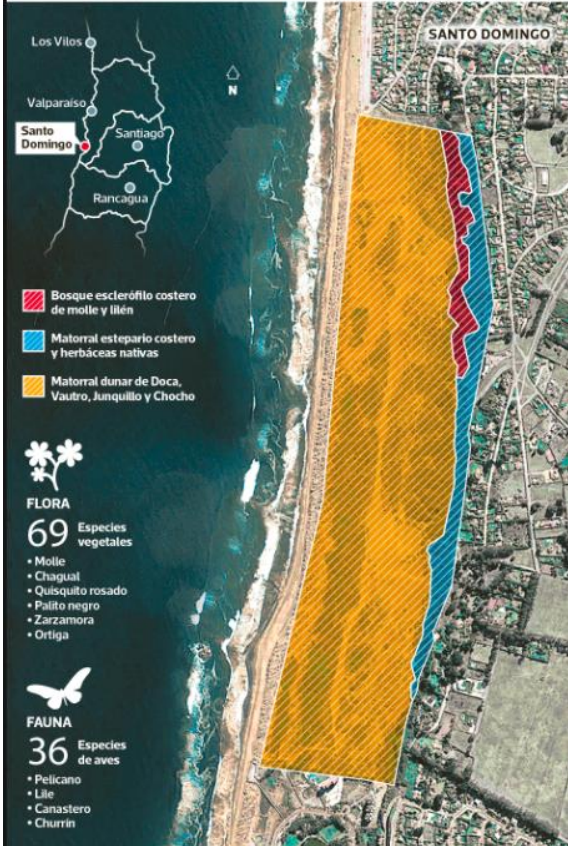 SANTO DOMINGO
Los Vilos
N
Valparaíso
Santo
Domingo
Santiago
Rancagua
Bosque esclerófilo costero
de molle y lilén
Matorral estepario costero
y herbáceas nativas
Matorral dunar de Doca,
Vautro, Junquillo y Chocho
FLORA
69 Especies
vegetales
• Molle
• Chagual
• Quisquito rosado
• Palito negro
• Zarzamora
• Ortiga
FAUNA
36 Especies
de aves
• Pelícano
• Lile
• Canastero
• Churrín